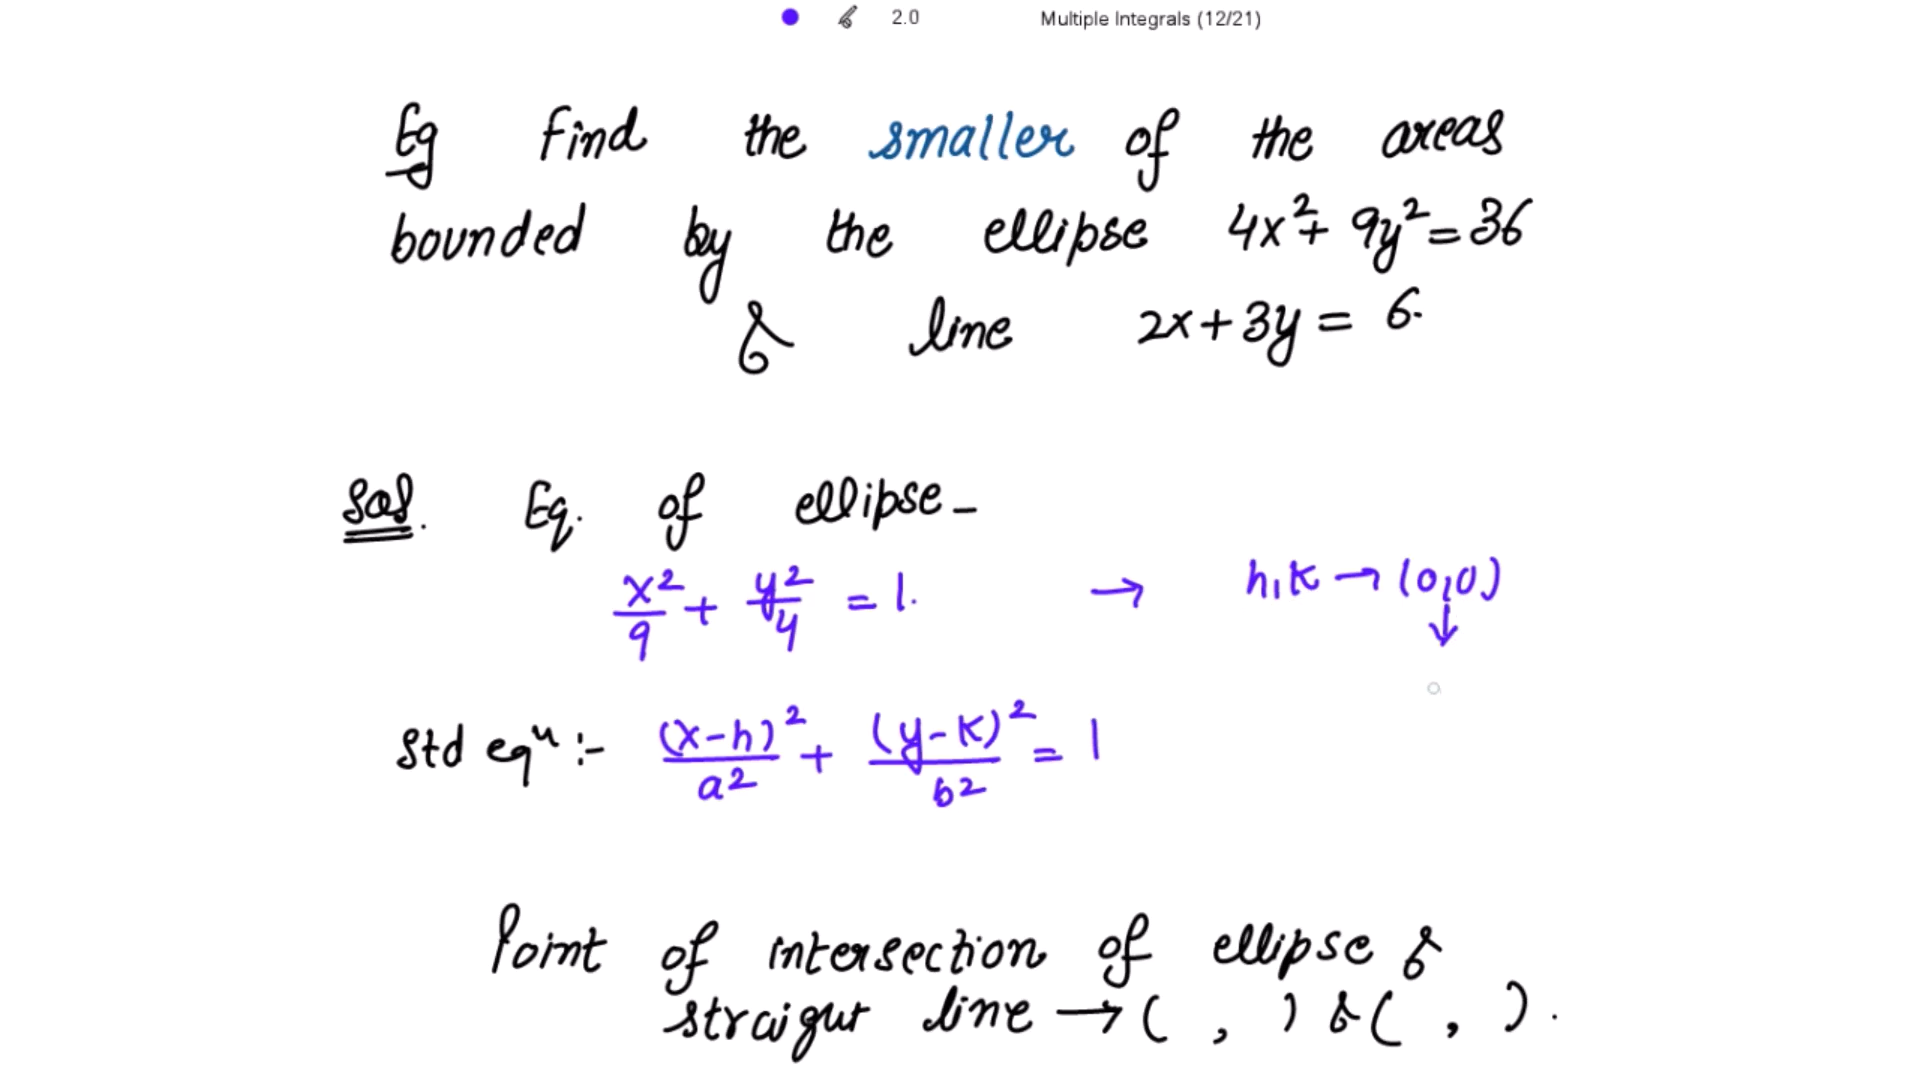 2.0 Multiple Integrals (12/21)
Eg Find the smaller of the areas
bounded by the ellipse 4x²+ 9y²=36
& line 2x+3y = 6.
Sol. Eq. of ellipse-
x²/9 + y²/4 = 1. → h,k → (0,0)
↓
Std eqⁿ :- (x-h)²/a² + (y-k)²/b² = 1
Point of intersection of ellipse &
straigut line → ( , ) & ( , ).